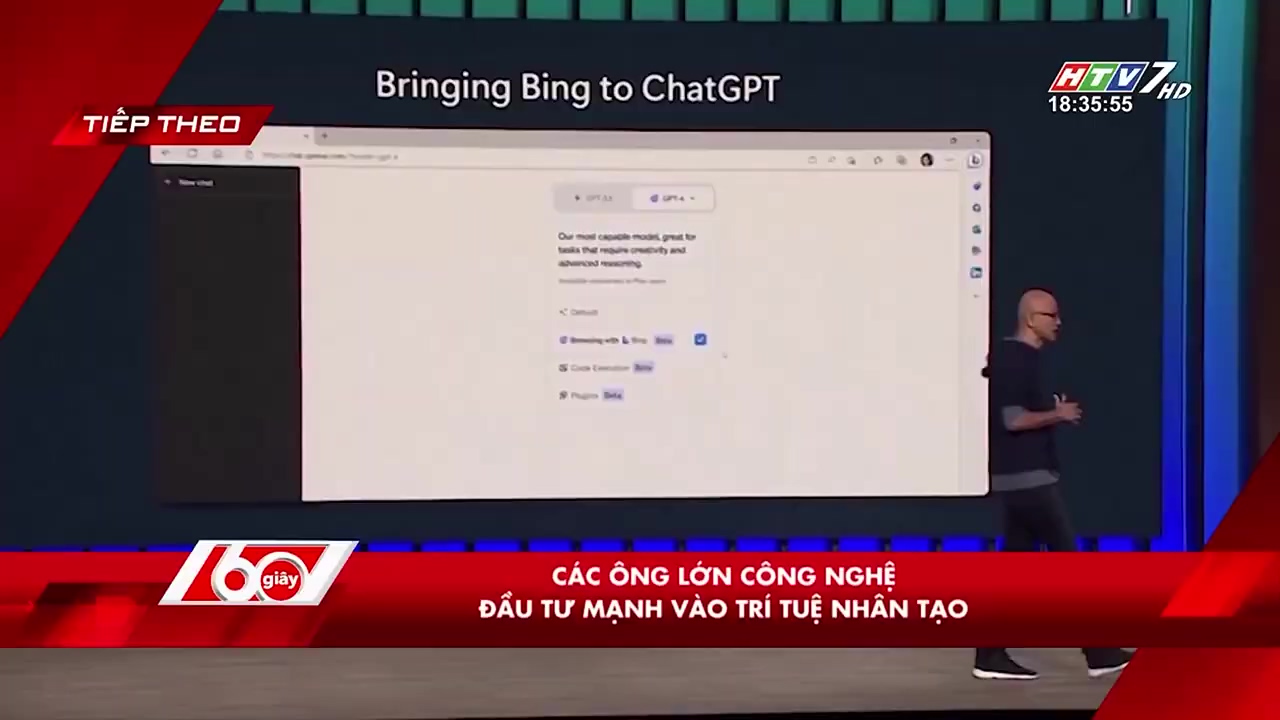 Bringing Bing to ChatGPT
HTV7 HD
18:35:55
TIẾP THEO
New chat
GPT-3.5
GPT-4
Our most capable model, great for
tasks that require creativity and
advanced reasoning.
Default
Browsing with Bing Beta
Code Execution Beta
Plugins Beta
60 giây
CÁC ÔNG LỚN CÔNG NGHỆ
ĐẦU TƯ MẠNH VÀO TRÍ TUỆ NHÂN TẠO